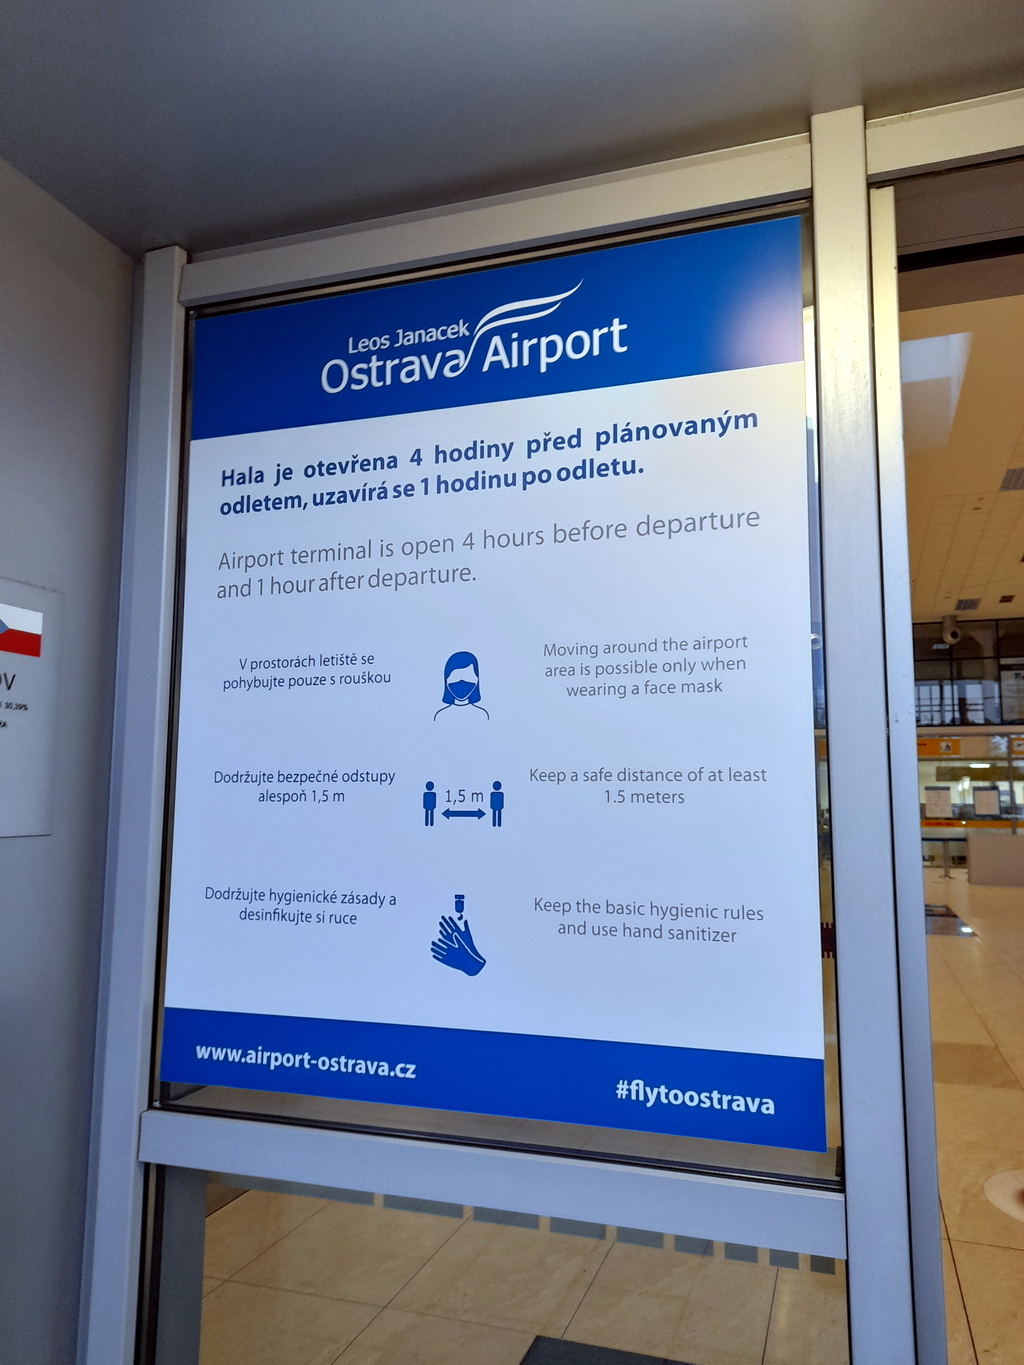 Leos Janacek
Ostrava Airport
Hala je otevřena 4 hodiny před plánovaným
odletem, uzavírá se 1 hodinu po odletu.
Airport terminal is open 4 hours before departure
and 1 hour after departure.
V prostorách letiště se
pohybujte pouze s rouškou
Moving around the airport
area is possible only when
wearing a face mask
Dodržujte bezpečné odstupy
alespoň 1,5 m
1,5 m
Keep a safe distance of at least
1.5 meters
Dodržujte hygienické zásady a
desinfikujte si ruce
Keep the basic hygienic rules
and use hand sanitizer
www.airport-ostrava.cz
#flytoostrava